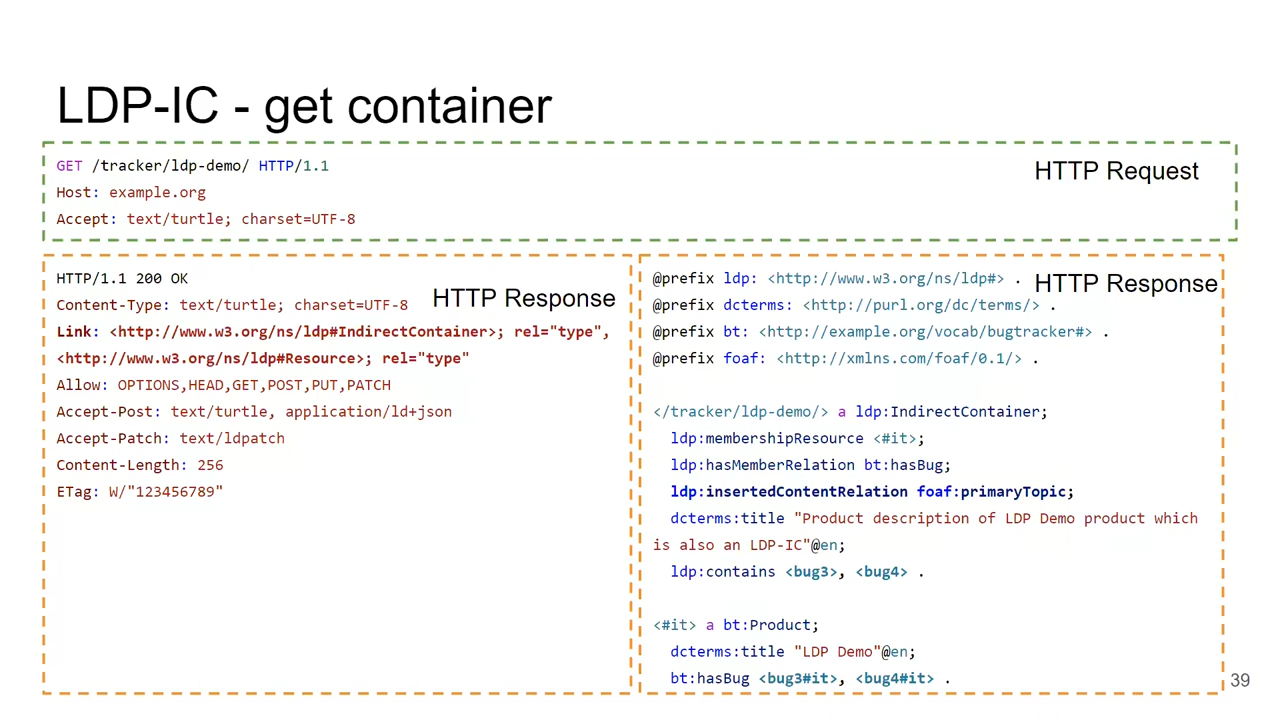 LDP-IC - get container
GET /tracker/ldp-demo/ HTTP/1.1
Host: example.org
Accept: text/turtle; charset=UTF-8
HTTP Request
HTTP/1.1 200 OK
Content-Type: text/turtle; charset=UTF-8
Link: <http://www.w3.org/ns/ldp#IndirectContainer>; rel="type",
<http://www.w3.org/ns/ldp#Resource>; rel="type"
Allow: OPTIONS,HEAD,GET,POST,PUT,PATCH
Accept-Post: text/turtle, application/ld+json
Accept-Patch: text/ldpatch
Content-Length: 256
ETag: W/"123456789"
HTTP Response
@prefix ldp: <http://www.w3.org/ns/ldp#> .
@prefix dcterms: <http://purl.org/dc/terms/> .
@prefix bt: <http://example.org/vocab/bugtracker#> .
@prefix foaf: <http://xmlns.com/foaf/0.1/> .
</tracker/ldp-demo/> a ldp:IndirectContainer;
ldp:membershipResource <#it>;
ldp:hasMemberRelation bt:hasBug;
ldp:insertedContentRelation foaf:primaryTopic;
dcterms:title "Product description of LDP Demo product which
is also an LDP-IC"@en;
ldp:contains <bug3>, <bug4> .
<#it> a bt:Product;
dcterms:title "LDP Demo"@en;
bt:hasBug <bug3#it>, <bug4#it> .
HTTP Response
39